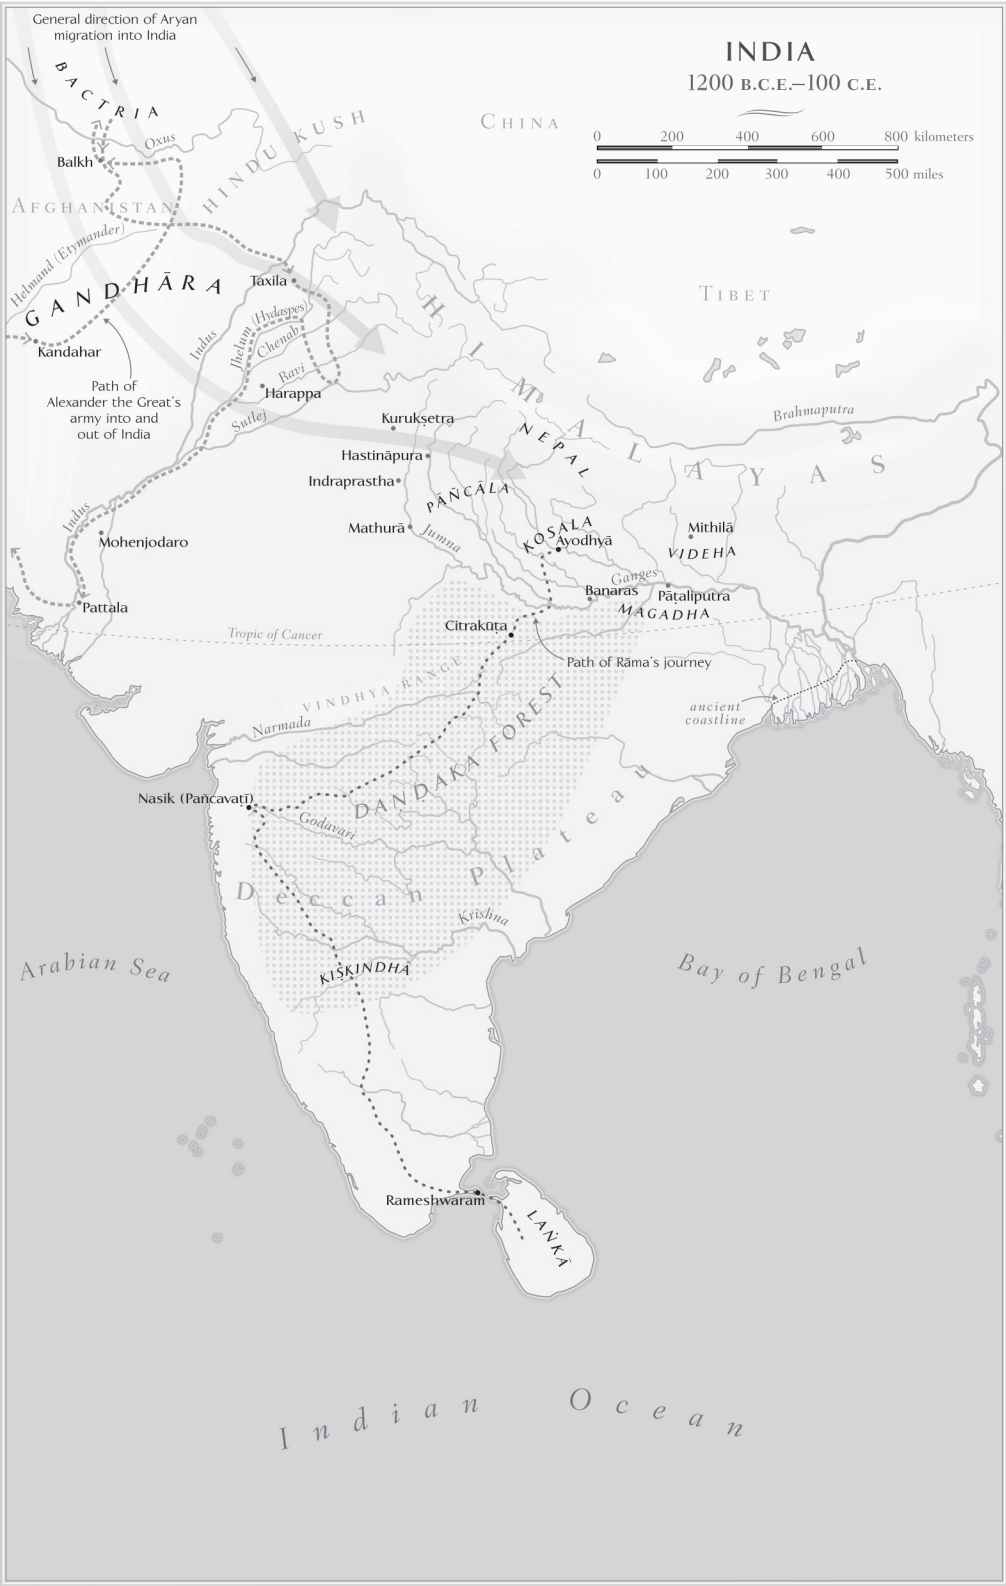 General direction of Aryan
migration into India
INDIA
1200 B.C.E.–100 C.E.
BACTRIA
0 200 400 600 800 kilometers
0 100 200 300 400 500 miles
CHINA
Oxus
HINDU KUSH
Balkh
AFGHANISTAN
Helmand (Etymander)
GANDHĀRA
Taxila
TIBET
Kandahar
Indus
Jhelum (Hydaspes)
Chenab
Ravi
Harappa
Sutlej
Path of
Alexander the Great's
army into and
out of India
HIMALAYAS
Brahmaputra
Kurukṣetra
NEPAL
Hastināpura
Indraprastha
PĀÑCĀLA
Mathurā
Jumna
KOSALA
Ayodhyā
Mithilā
VIDEHA
Indus
Mohenjodaro
Ganges
Banaras
Pāṭaliputra
MAGADHA
Pattala
Citrakūṭa
Tropic of Cancer
Path of Rāma's journey
VINDHYA RANGE
Narmada
ancient
coastline
DAṆḌAKA FOREST
Nasik (Pañcavaṭī)
Godavari
Deccan Plateau
Krishna
KIṢKINDHĀ
Arabian Sea
Bay of Bengal
Rameshwaram
LAṄKĀ
Indian Ocean